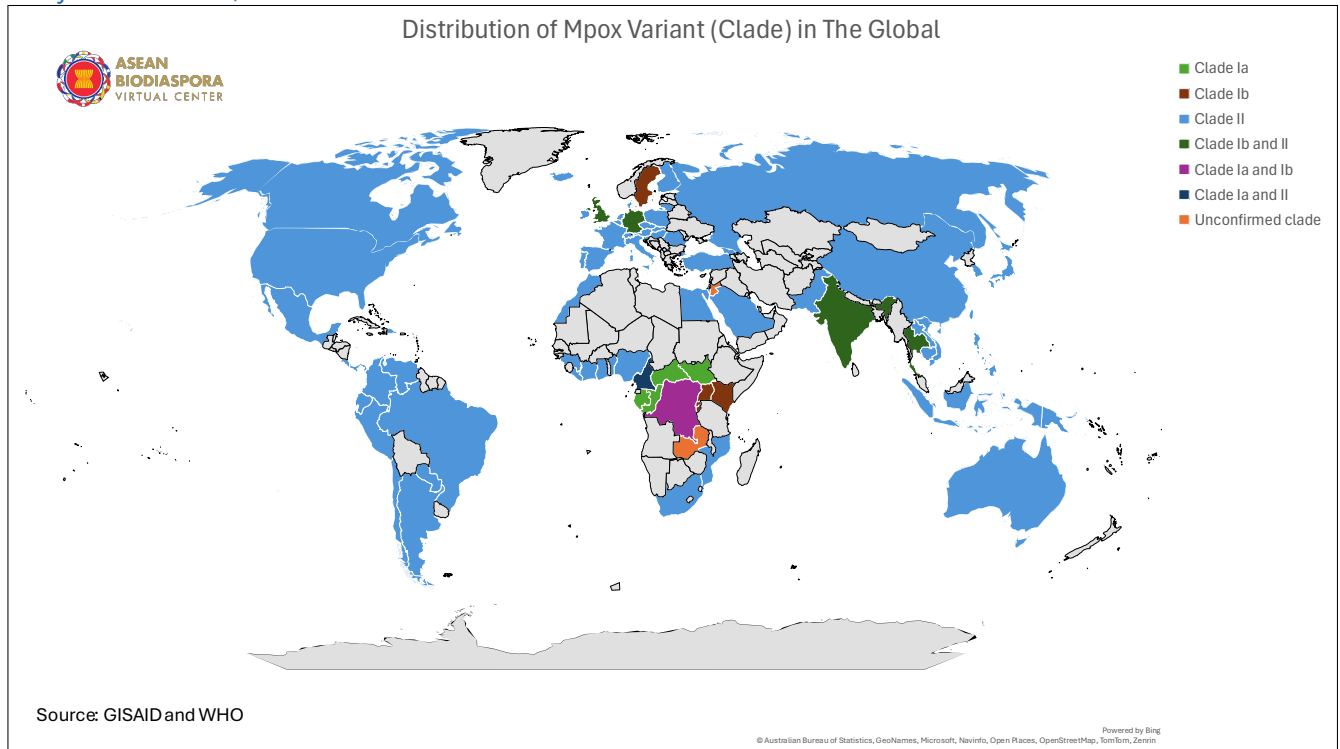 Distribution of Mpox Variant (Clade) in The Global
ASEAN
BIODIASPORA
VIRTUAL CENTER
Clade Ia
Clade Ib
Clade II
Clade Ib and II
Clade Ia and Ib
Clade Ia and II
Unconfirmed clade
Source: GISAID and WHO
Powered by Bing
© Australian Bureau of Statistics, GeoNames, Microsoft, Navinfo, Open Places, OpenStreetMap, TomTom, Zenrin